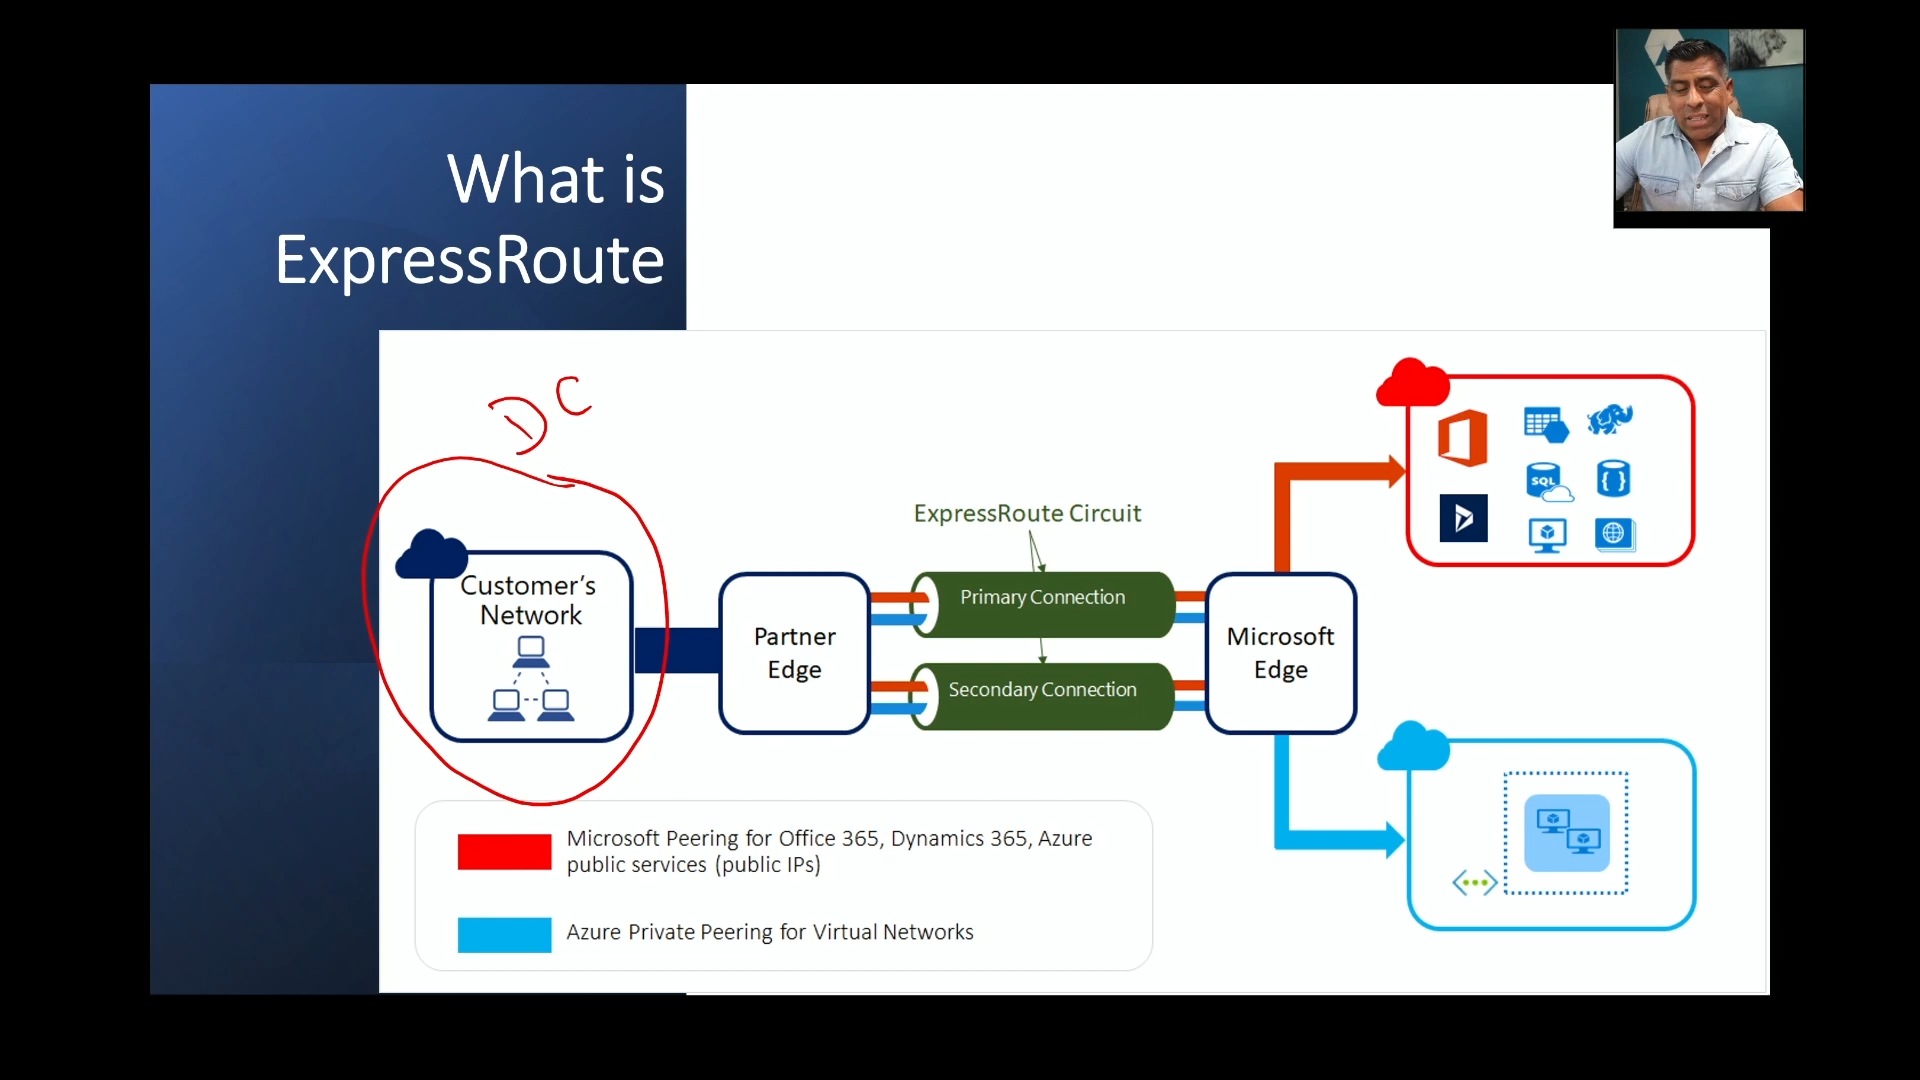 What is
ExpressRoute
DC
Customer's
Network
Partner
Edge
ExpressRoute Circuit
Primary Connection
Secondary Connection
Microsoft
Edge
SQL
Microsoft Peering for Office 365, Dynamics 365, Azure
public services (public IPs)
Azure Private Peering for Virtual Networks